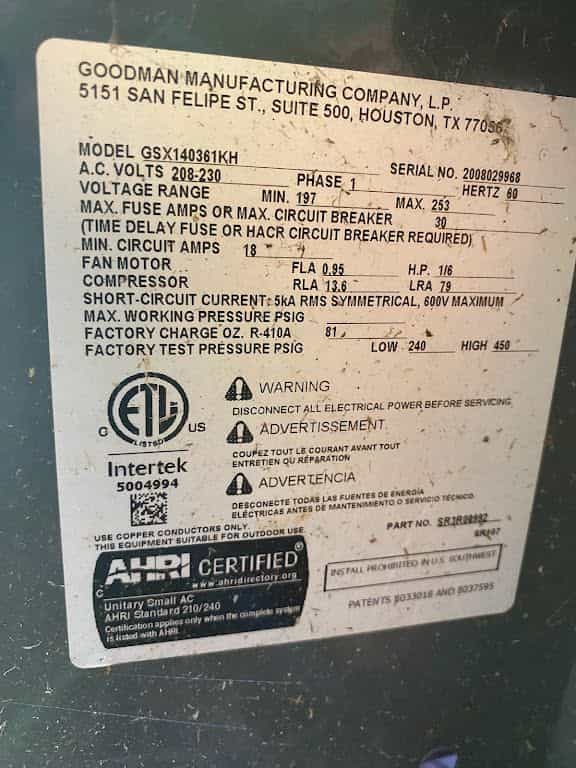 GOODMAN MANUFACTURING COMPANY, L.P.
5151 SAN FELIPE ST., SUITE 500, HOUSTON, TX 77056
MODEL GSX140361KH SERIAL NO. 2008029968
A.C. VOLTS 208-230 PHASE 1 HERTZ 60
VOLTAGE RANGE MIN. 197 MAX. 253
MAX. FUSE AMPS OR MAX. CIRCUIT BREAKER 30
(TIME DELAY FUSE OR HACR CIRCUIT BREAKER REQUIRED)
MIN. CIRCUIT AMPS 18
FAN MOTOR FLA 0.95 H.P. 1/6
COMPRESSOR RLA 13.6 LRA 79
SHORT-CIRCUIT CURRENT: 5kA RMS SYMMETRICAL, 600V MAXIMUM
MAX. WORKING PRESSURE PSIG
FACTORY CHARGE OZ. R-410A 81
FACTORY TEST PRESSURE PSIG LOW 240 HIGH 450
ETL
LISTED
C US
Intertek
5004994
WARNING
DISCONNECT ALL ELECTRICAL POWER BEFORE SERVICING
ADVERTISSEMENT
COUPEZ TOUT LE COURANT AVANT TOUT
ENTRETIEN OU RÉPARATION
ADVERTENCIA
DESCONECTE TODAS LAS FUENTES DE ENERGÍA
ELÉCTRICAS ANTES DE MANTENIMIENTO O SERVICIO TÉCNICO.
USE COPPER CONDUCTORS ONLY.
THIS EQUIPMENT SUITABLE FOR OUTDOOR USE.
PART NO.
AHRI CERTIFIED®
www.ahridirectory.org
C
Unitary Small AC
AHRI Standard 210/240
Certification applies only when the complete system
is listed with AHRI.
INSTALL PROHIBITED IN U.S. SOUTHWEST
PATENTS 8033018 AND 8037595